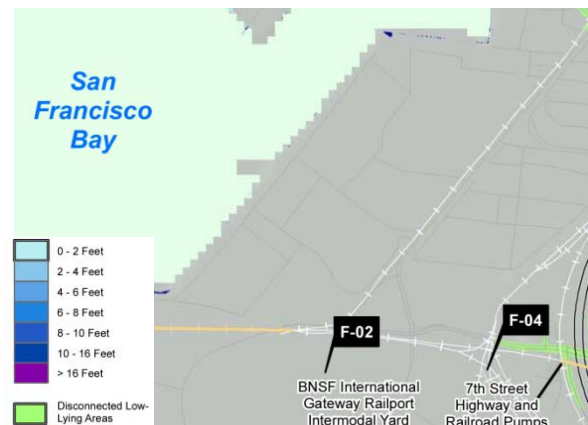 San
Francisco
Bay
0 - 2 Feet
2 - 4 Feet
4 - 6 Feet
6 - 8 Feet
8 - 10 Feet
10 - 16 Feet
> 16 Feet
Disconnected Low-
Lying Areas
F-02
BNSF International
Gateway Railport
Intermodal Yard
F-04
7th Street
Highway and
Railroad Pumps